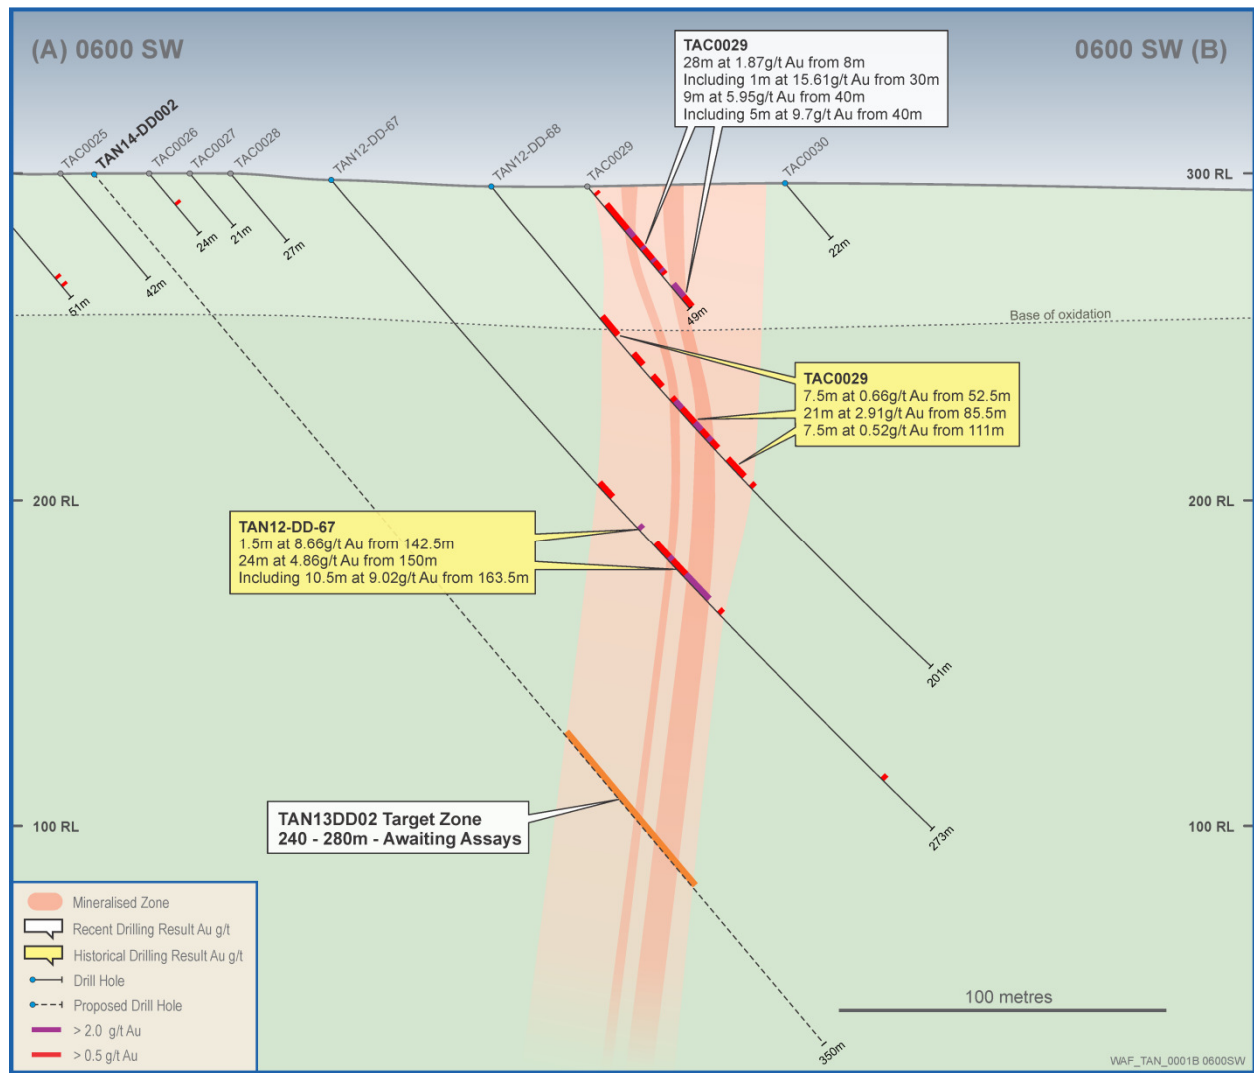 (A) 0600 SW
0600 SW (B)
TAC0029
28m at 1.87g/t Au from 8m
Including 1m at 15.61g/t Au from 30m
9m at 5.95g/t Au from 40m
Including 5m at 9.7g/t Au from 40m
TAC0025
TAN14-DD002
TAC0026
TAC0027
TAC0028
TAN12-DD-67
TAN12-DD-68
TAC0029
TAC0030
300 RL
300 RL
24m
21m
27m
22m
51m
42m
49m
Base of oxidation
TAC0029
7.5m at 0.66g/t Au from 52.5m
21m at 2.91g/t Au from 85.5m
7.5m at 0.52g/t Au from 111m
200 RL
200 RL
TAN12-DD-67
1.5m at 8.66g/t Au from 142.5m
24m at 4.86g/t Au from 150m
Including 10.5m at 9.02g/t Au from 163.5m
201m
TAN13DD02 Target Zone
240 - 280m - Awaiting Assays
100 RL
100 RL
273m
Mineralised Zone
Recent Drilling Result Au g/t
Historical Drilling Result Au g/t
Drill Hole
Proposed Drill Hole
> 2.0 g/t Au
> 0.5 g/t Au
100 metres
350m
WAF_TAN_0001B 0600SW